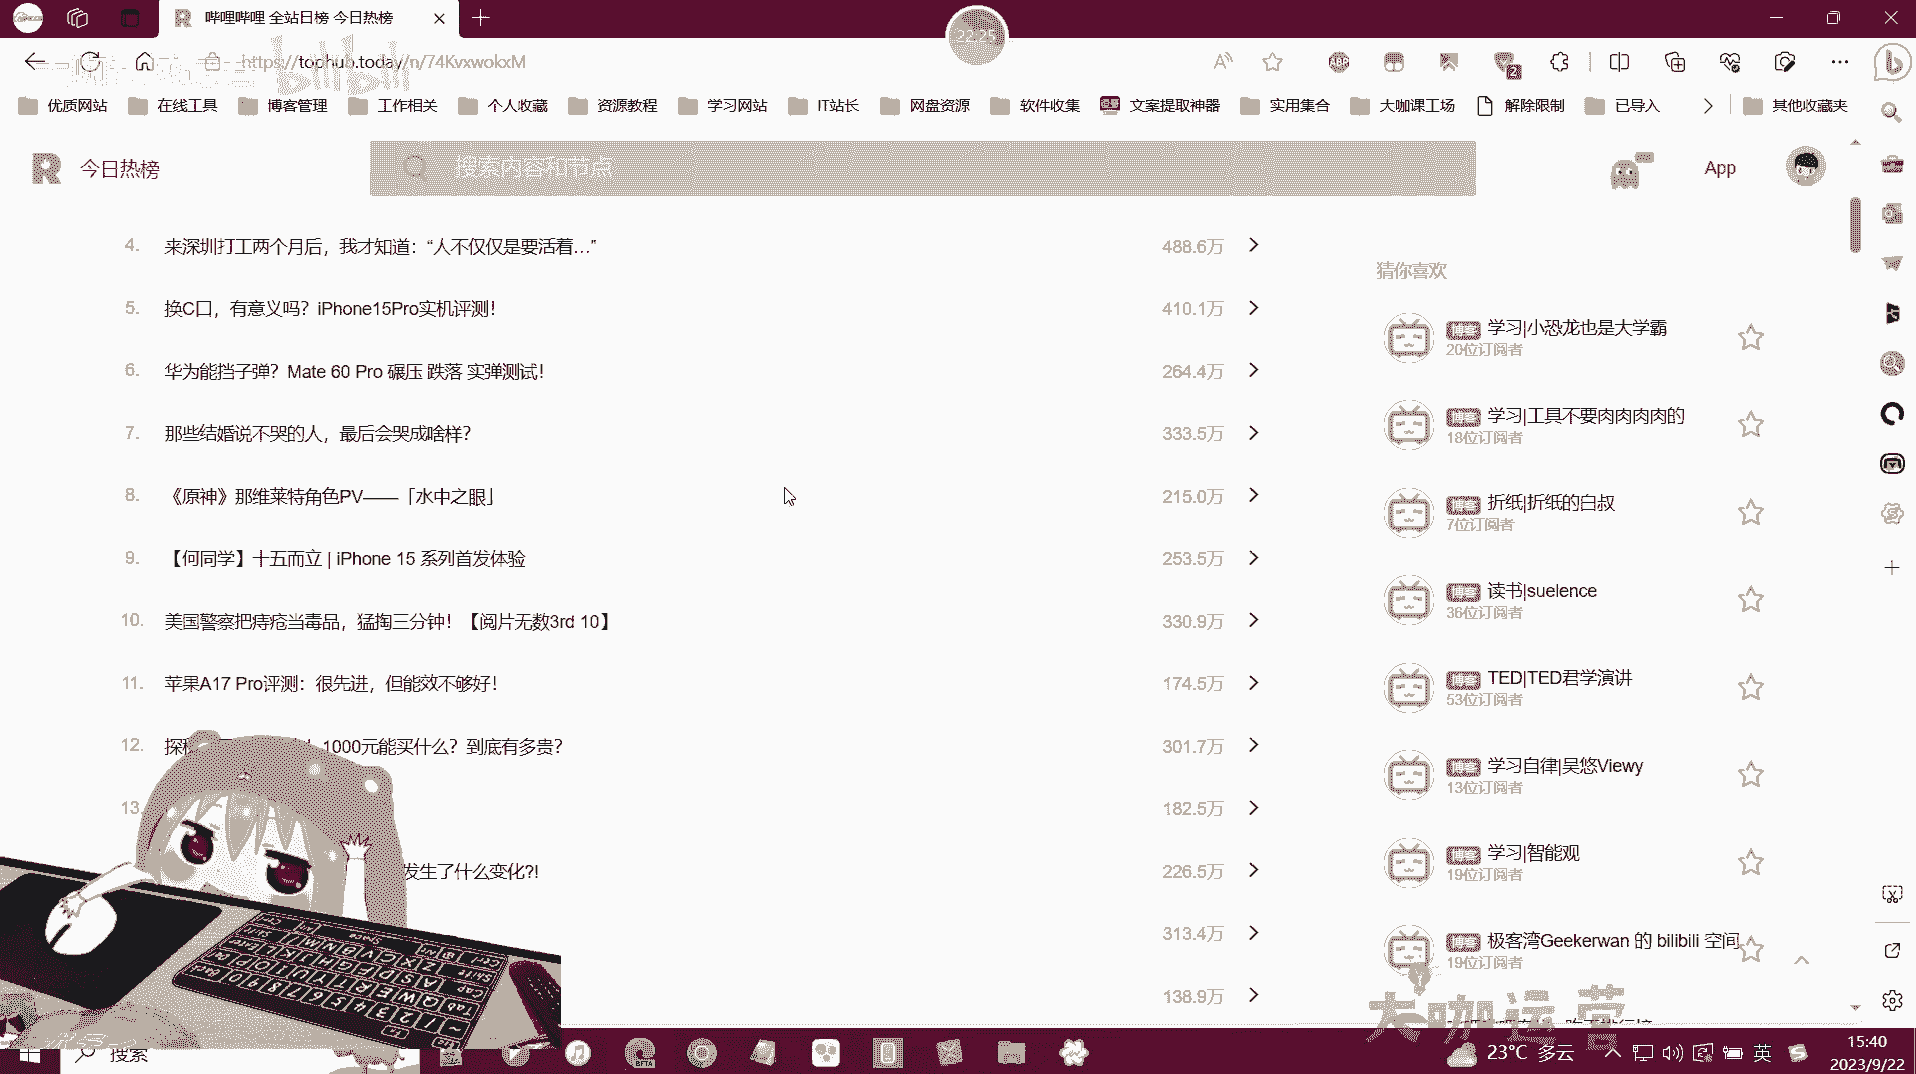 哔哩哔哩 全站日榜 今日热榜
22:25
https://tophub.today/n/74KvxwokxM
bilibili
优质网站 在线工具 博客管理 工作相关 个人收藏 资源教程 学习网站 IT站长 网盘资源 软件收集 文案提取神器 实用集合 大咖课工场 解除限制 已导入 其他收藏夹
今日热榜
搜索内容和节点
App
4. 来深圳打工两个月后，我才知道：“人不仅仅是要活着...” 488.6万
5. 换C口，有意义吗？iPhone15Pro实机评测！ 410.1万
6. 华为能挡子弹？Mate 60 Pro 碾压 跌落 实弹测试！ 264.4万
7. 那些结婚说不哭的人，最后会哭成啥样？ 333.5万
8. 《原神》那维莱特角色PV——「水中之眼」 215.0万
9. 【何同学】十五而立 | iPhone 15 系列首发体验 253.5万
10. 美国警察把痔疮当毒品，猛掏三分钟！【阅片无数3rd 10】 330.9万
11. 苹果A17 Pro评测：很先进，但能效不够好！ 174.5万
12. 探 1000元能买什么？到底有多贵？ 301.7万
13. 182.5万
发生了什么变化?! 226.5万
313.4万
138.9万
猜你喜欢
博客 学习|小恐龙也是大学霸
20位订阅者
博客 学习|工具不要肉肉肉肉的
18位订阅者
博客 折纸|折纸的白叔
7位订阅者
博客 读书|suelence
36位订阅者
博客 TED|TED君学演讲
53位订阅者
博客 学习自律|吴悠Viewy
13位订阅者
博客 学习|智能观
19位订阅者
博客 极客湾Geekerwan 的 bilibili 空间
19位订阅者
大咖运营
搜索
23°C 多云
英
15:40
2023/9/22